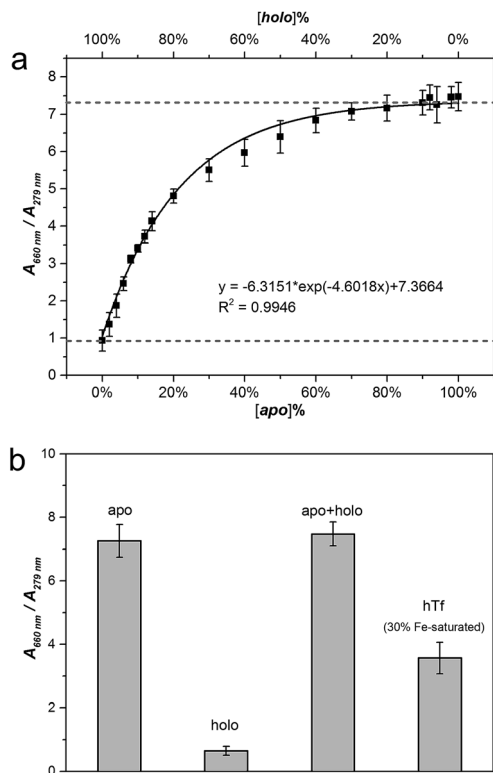 [holo]%
100% 80% 60% 40% 20% 0%
a
8
7
6
5
4
3
2
1
0
A660 nm / A279 nm
y = -6.3151*exp(-4.6018x)+7.3664
R² = 0.9946
0% 20% 40% 60% 80% 100%
[apo]%
b
10
8
6
4
2
0
A660 nm / A279 nm
apo
holo
apo+holo
hTf
(30% Fe-saturated)